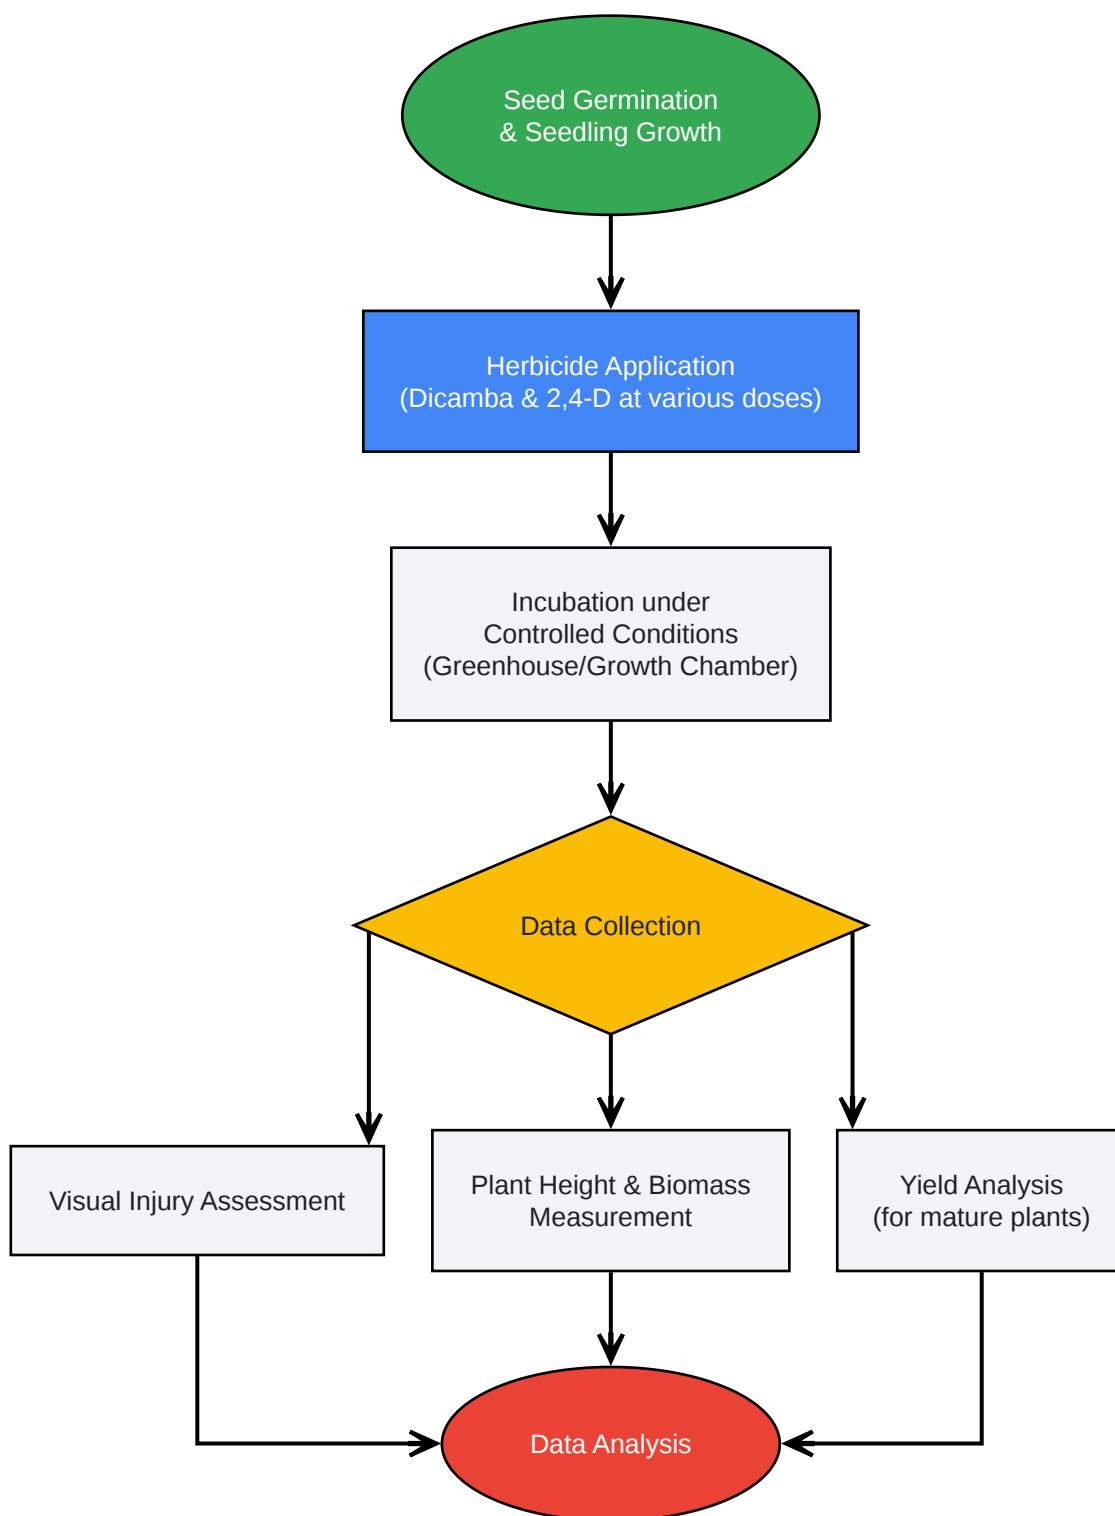 Seed Germination
& Seedling Growth
Herbicide Application
(Dicamba & 2,4-D at various doses)
Incubation under
Controlled Conditions
(Greenhouse/Growth Chamber)
Data Collection
Visual Injury Assessment
Plant Height & Biomass
Measurement
Yield Analysis
(for mature plants)
Data Analysis